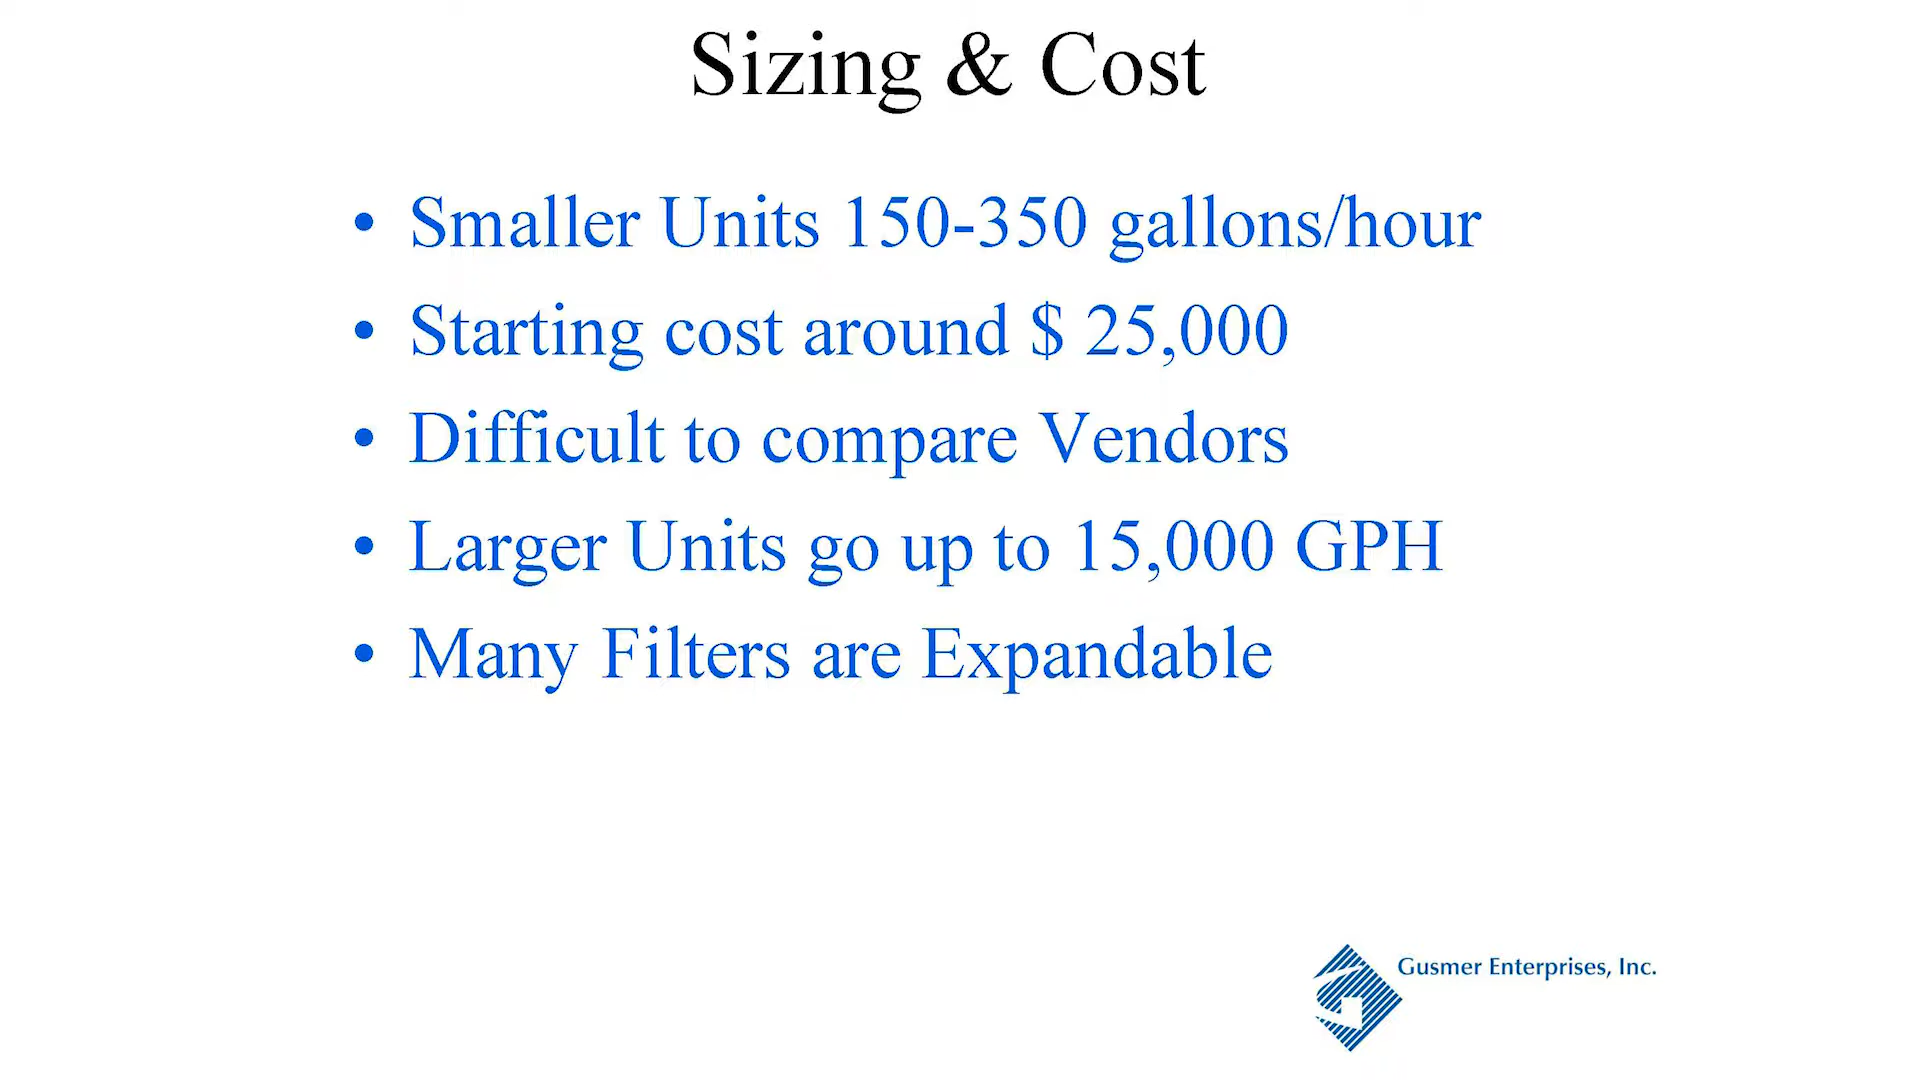 Sizing & Cost
• Smaller Units 150-350 gallons/hour
• Starting cost around $ 25,000
• Difficult to compare Vendors
• Larger Units go up to 15,000 GPH
• Many Filters are Expandable
Gusmer Enterprises, Inc.